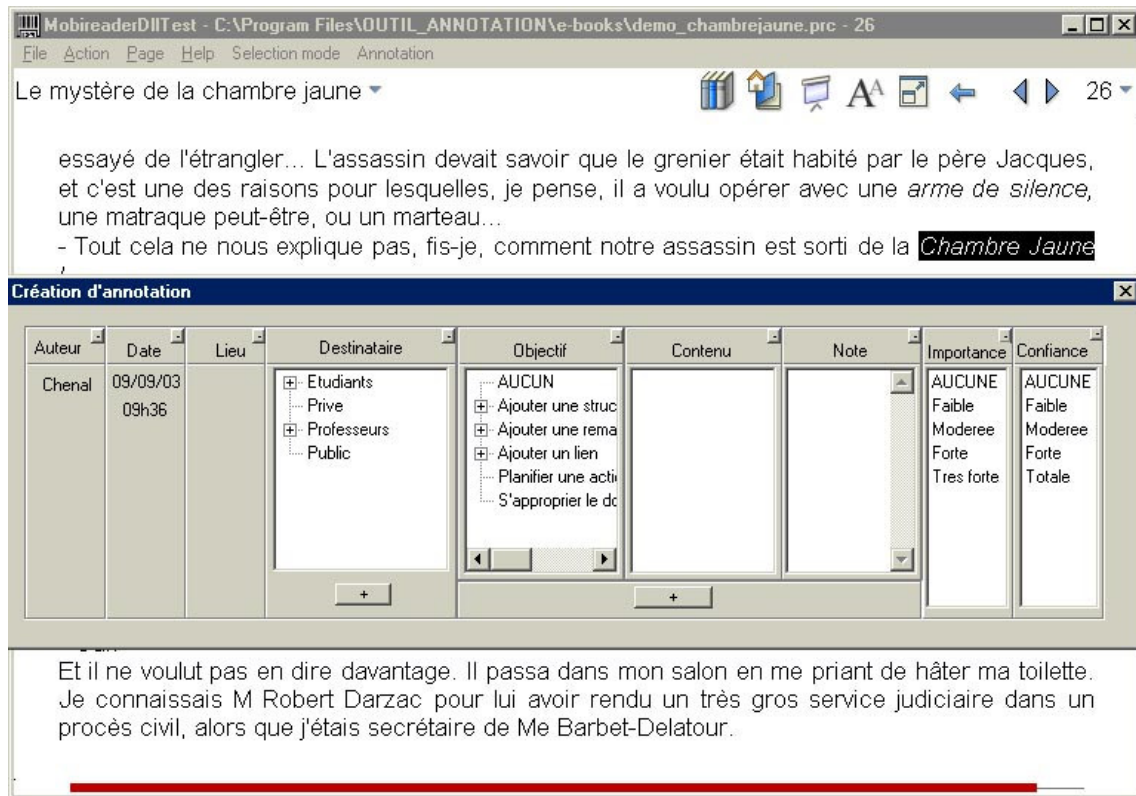 MobireaderDllTest - C:\Program Files\OUTIL_ANNOTATION\e-books\demo_chambrejaune.prc - 26
File Action Page Help Selection mode Annotation
Le mystère de la chambre jaune
26
essayé de l'étrangler... L'assassin devait savoir que le grenier était habité par le père Jacques,
et c'est une des raisons pour lesquelles, je pense, il a voulu opérer avec une arme de silence,
une matraque peut-être, ou un marteau...
- Tout cela ne nous explique pas, fis-je, comment notre assassin est sorti de la Chambre Jaune
Création d'annotation
Auteur Date Lieu Destinataire Objectif Contenu Note Importance Confiance
Chenal 09/09/03 Etudiants AUCUN AUCUNE AUCUNE
09h36 Prive Ajouter une struc Faible Faible
Professeurs Ajouter une rema Moderee Moderee
Public Ajouter un lien Forte Forte
Planifier une acti Tres forte Totale
S'approprier le do
+ +
Et il ne voulut pas en dire davantage. Il passa dans mon salon en me priant de hâter ma toilette.
Je connaissais M Robert Darzac pour lui avoir rendu un très gros service judiciaire dans un
procès civil, alors que j'étais secrétaire de Me Barbet-Delatour.